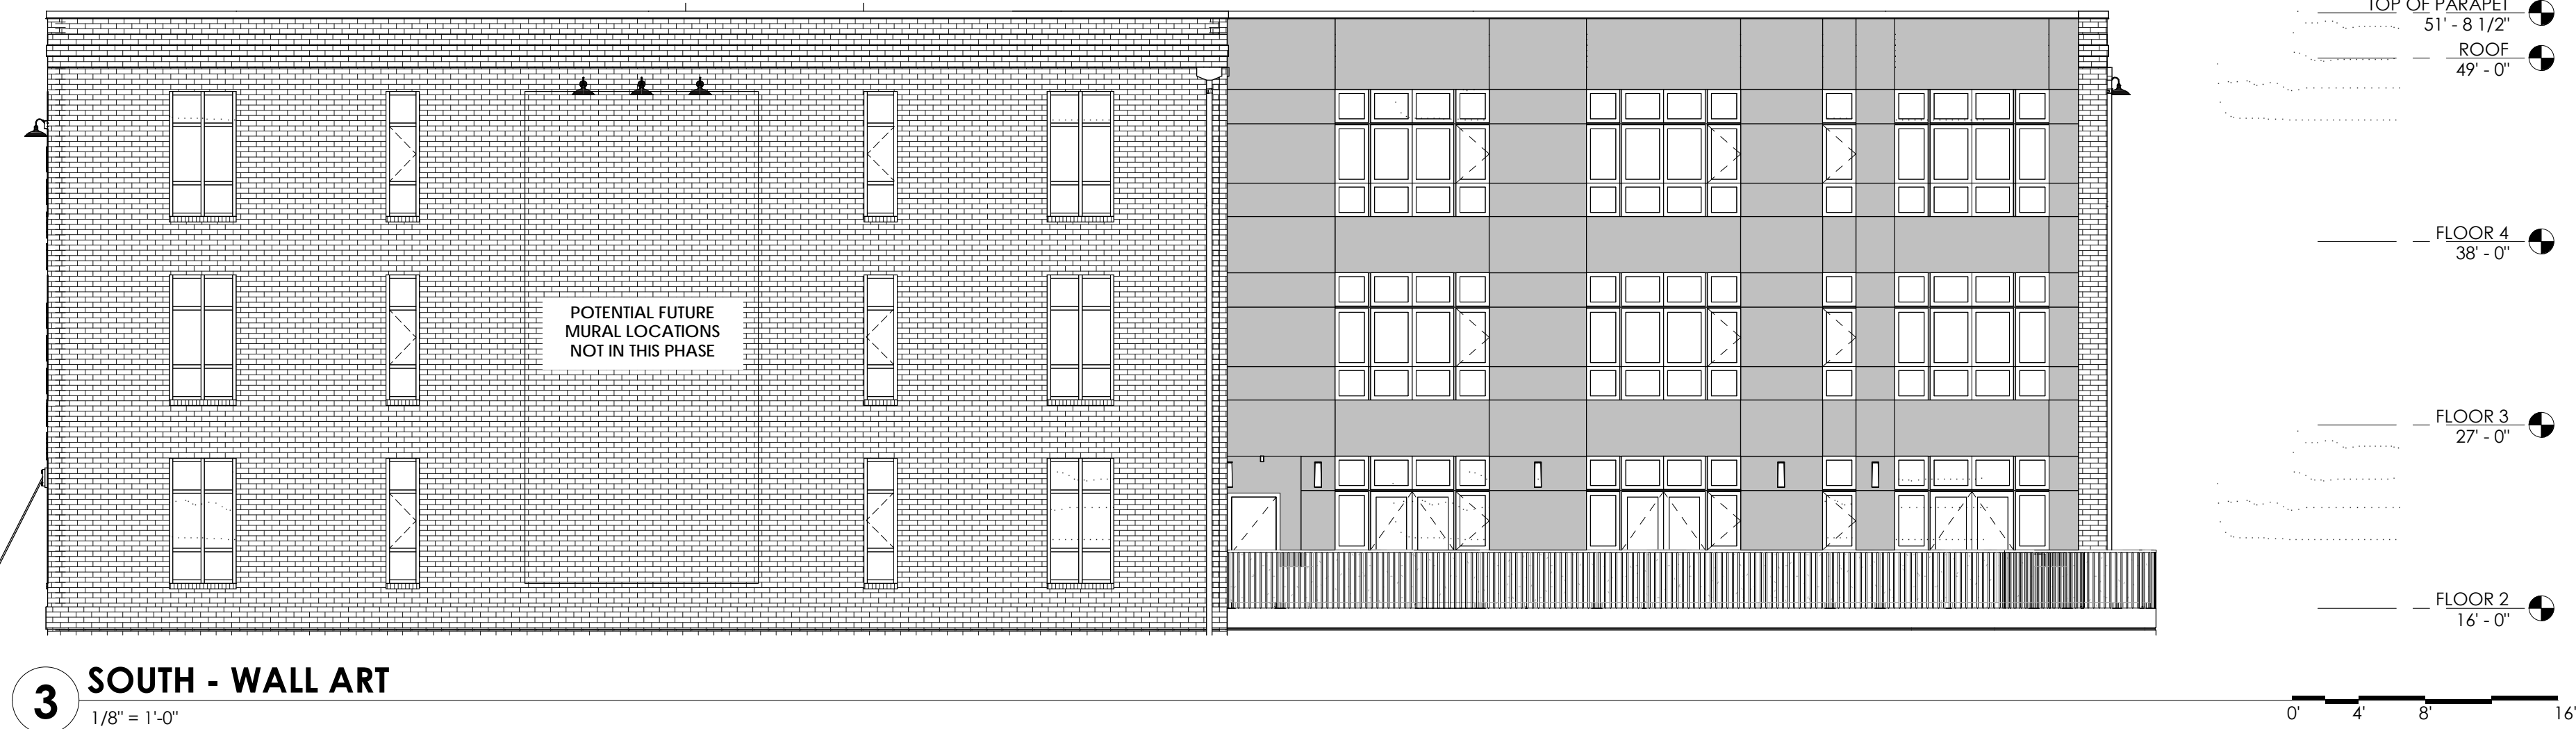 TOP OF PARAPET
51' - 8 1/2"
ROOF
49' - 0"
FLOOR 4
38' - 0"
POTENTIAL FUTURE
MURAL LOCATIONS
NOT IN THIS PHASE
FLOOR 3
27' - 0"
FLOOR 2
16' - 0"
3
SOUTH - WALL ART
1/8" = 1'-0"
0' 4' 8' 16'